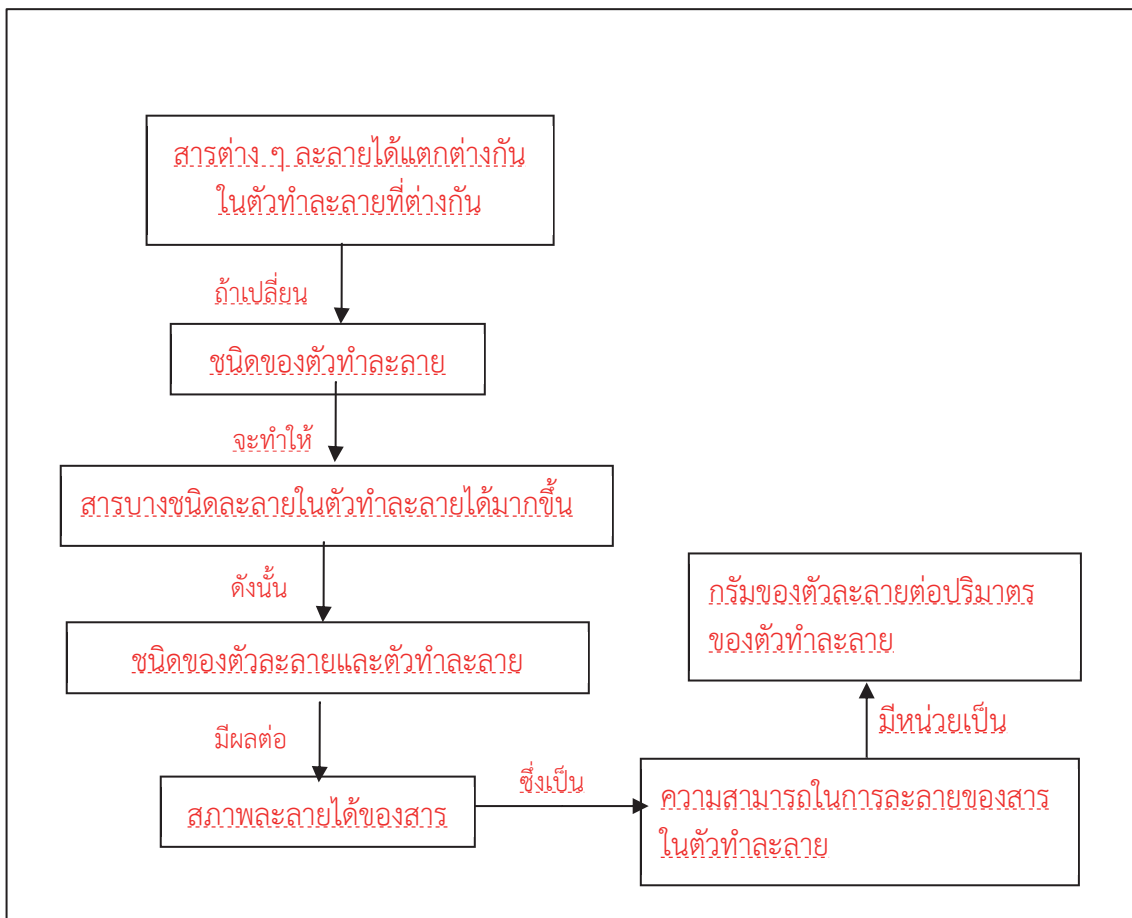 สารต่าง ๆ ละลายได้แตกต่างกัน
ในตัวทำละลายที่ต่างกัน
ถ้าเปลี่ยน
ชนิดของตัวทำละลาย
จะทำให้
สารบางชนิดละลายในตัวทำละลายได้มากขึ้น
ดังนั้น
ชนิดของตัวละลายและตัวทำละลาย
มีผลต่อ
สภาพละลายได้ของสาร
ซึ่งเป็น
ความสามารถในการละลายของสาร
ในตัวทำละลาย
มีหน่วยเป็น
กรัมของตัวละลายต่อปริมาตร
ของตัวทำละลาย